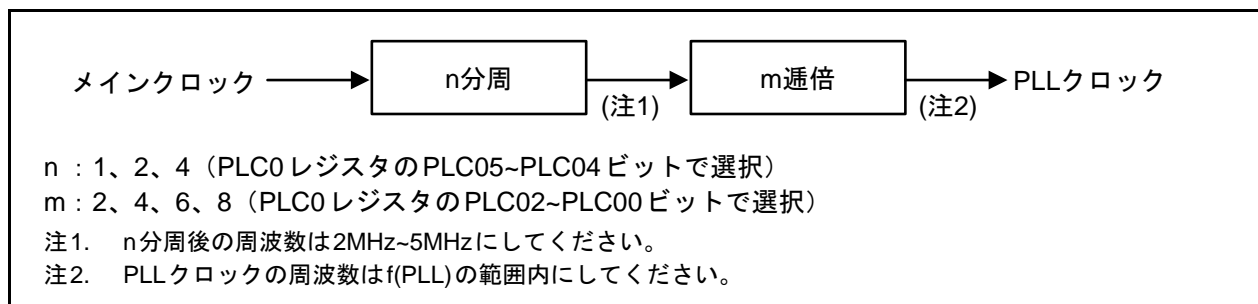 メインクロック n分周 (注1) m逓倍 (注2) PLLクロック
n : 1、2、4（PLC0レジスタのPLC05~PLC04ビットで選択）
m : 2、4、6、8（PLC0レジスタのPLC02~PLC00ビットで選択）
注1. n分周後の周波数は2MHz~5MHzにしてください。
注2. PLLクロックの周波数はf(PLL)の範囲内にしてください。